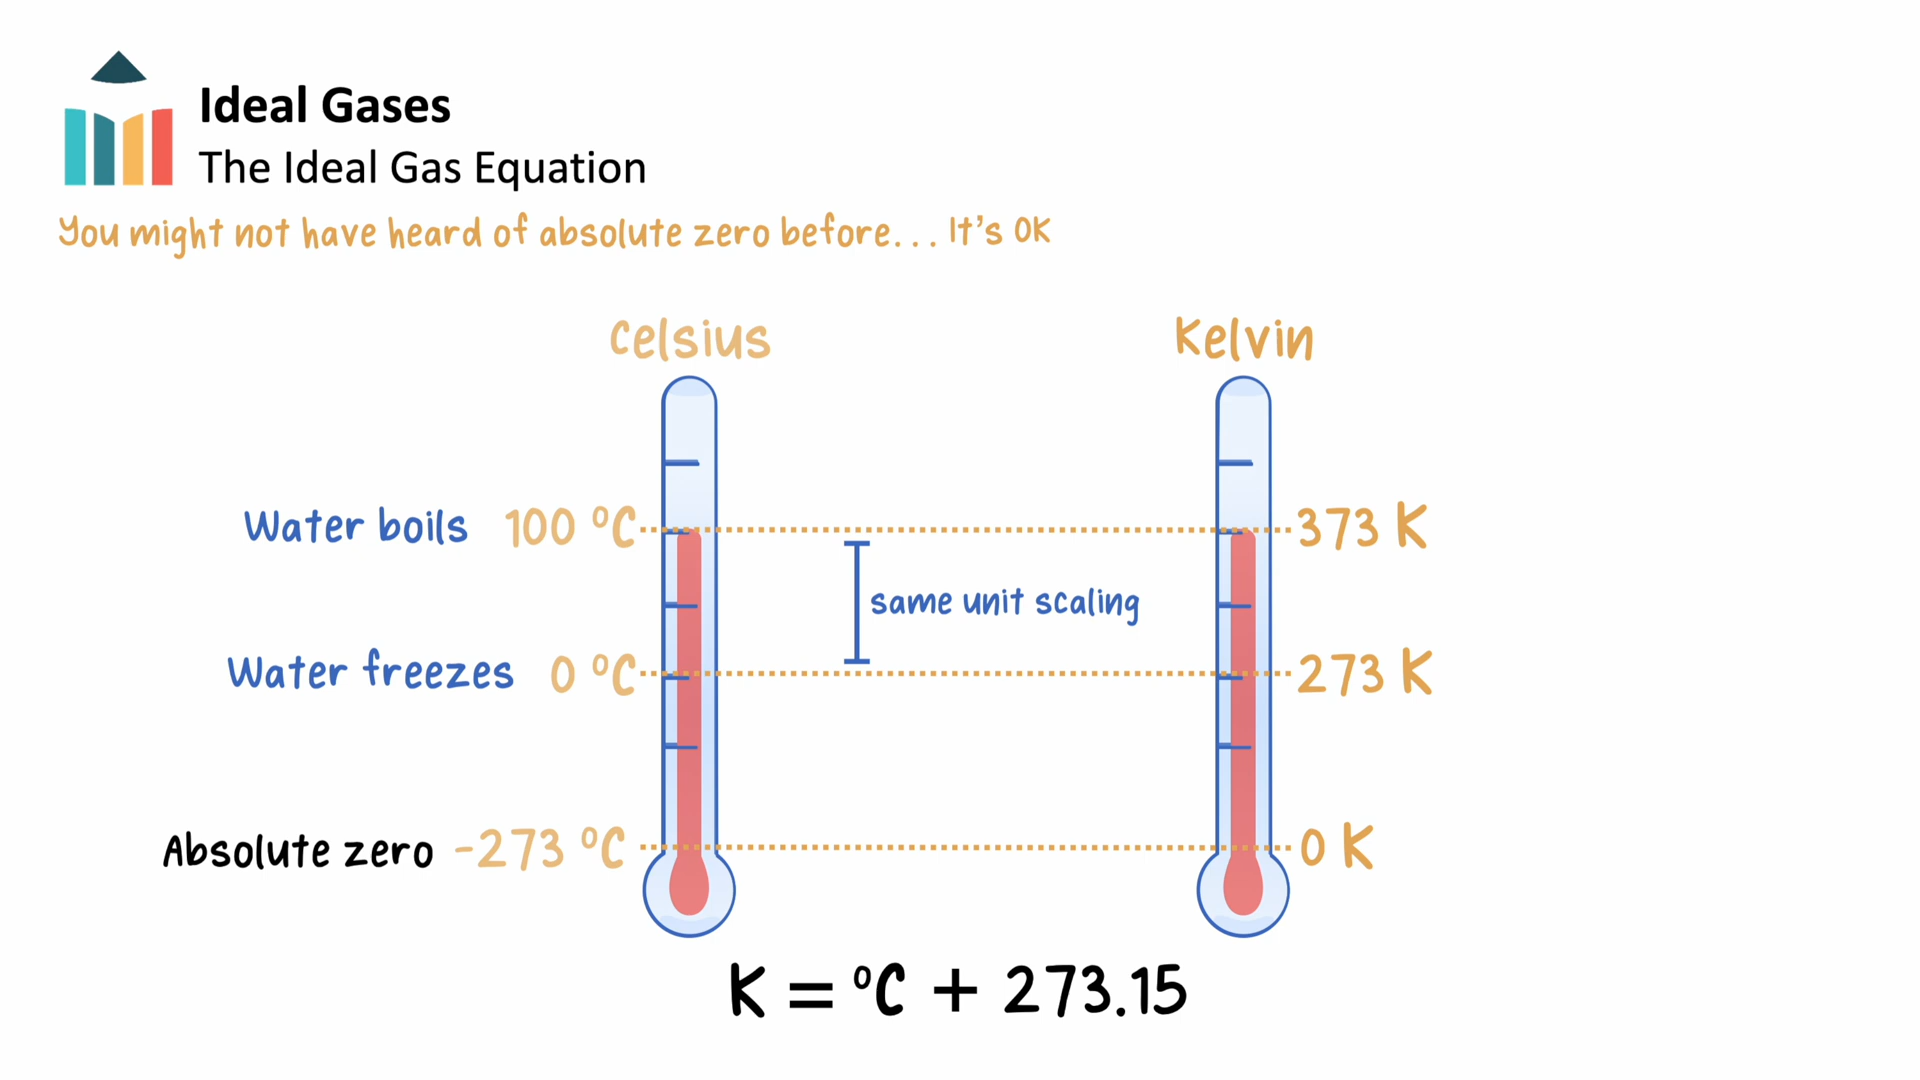 Ideal Gases
The Ideal Gas Equation
You might not have heard of absolute zero before... It's OK
Celsius
Kelvin
Water boils 100 °C
373 K
same unit scaling
Water freezes 0 °C
273 K
Absolute zero -273 °C
0 K
K = °C + 273.15